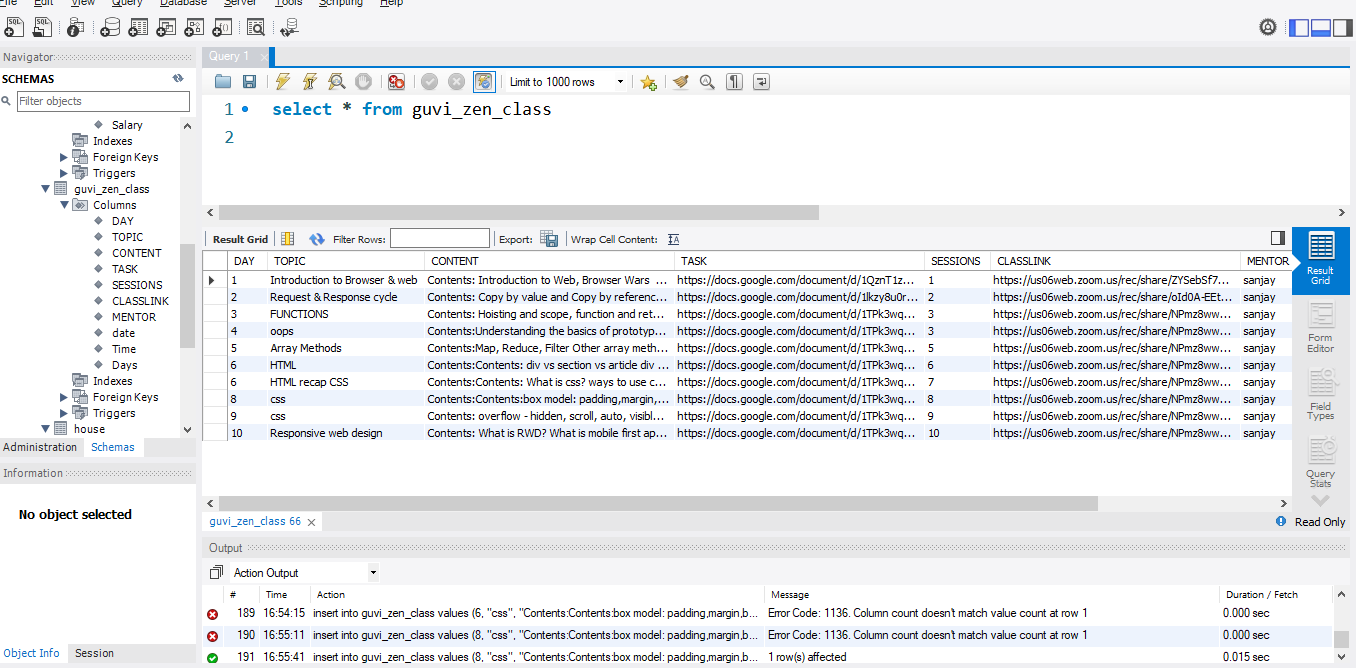 File Edit View Query Database Server Tools Scripting Help
Navigator
SCHEMAS
Filter objects
Salary
Indexes
Foreign Keys
Triggers
guvi_zen_class
Columns
DAY
TOPIC
CONTENT
TASK
SESSIONS
CLASSLINK
MENTOR
date
Time
Days
Indexes
Foreign Keys
Triggers
house
Administration Schemas
Information
No object selected
Object Info Session
Query 1
Limit to 1000 rows
1 select * from guvi_zen_class
2
Result Grid Filter Rows: Export: Wrap Cell Content:
DAY TOPIC CONTENT TASK SESSIONS CLASSLINK MENTOR
1 Introduction to Browser & web Contents: Introduction to Web, Browser Wars ... https://docs.google.com/document/d/1QznT1z... 1 https://us06web.zoom.us/rec/share/ZYSebSf7... sanjay
2 Request & Response cycle Contents: Copy by value and Copy by referenc... https://docs.google.com/document/d/1lkzy8u0r... 2 https://us06web.zoom.us/rec/share/oId0A-EEt... sanjay
3 FUNCTIONS Contents: Hoisting and scope, function and ret... https://docs.google.com/document/d/1TPk3wq... 3 https://us06web.zoom.us/rec/share/NPmz8ww... sanjay
4 oops Contents:Understanding the basics of prototyp... https://docs.google.com/document/d/1TPk3wq... 3 https://us06web.zoom.us/rec/share/NPmz8ww... sanjay
5 Array Methods Contents:Map, Reduce, Filter Other array meth... https://docs.google.com/document/d/1TPk3wq... 5 https://us06web.zoom.us/rec/share/NPmz8ww... sanjay
6 HTML Contents:Contents: div vs section vs article div ... https://docs.google.com/document/d/1TPk3wq... 6 https://us06web.zoom.us/rec/share/NPmz8ww... sanjay
6 HTML recap CSS Contents:Contents: What is css? ways to use c... https://docs.google.com/document/d/1TPk3wq... 7 https://us06web.zoom.us/rec/share/NPmz8ww... sanjay
8 css Contents:Contents:box model: padding,margin,... https://docs.google.com/document/d/1TPk3wq... 8 https://us06web.zoom.us/rec/share/NPmz8ww... sanjay
9 css Contents: overflow - hidden, scroll, auto, visibl... https://docs.google.com/document/d/1TPk3wq... 9 https://us06web.zoom.us/rec/share/NPmz8ww... sanjay
10 Responsive web design Contents: What is RWD? What is mobile first ap... https://docs.google.com/document/d/1TPk3wq... 10 https://us06web.zoom.us/rec/share/NPmz8ww... sanjay
Result
Grid
Form
Editor
Field
Types
Query
Stats
guvi_zen_class 66
Read Only
Output
Action Output
# Time Action Message Duration / Fetch
189 16:54:15 insert into guvi_zen_class values (6, "css", "Contents:Contents:box model: padding,margin,b... Error Code: 1136. Column count doesn't match value count at row 1 0.000 sec
190 16:55:11 insert into guvi_zen_class values (8, "css", "Contents:Contents:box model: padding,margin,b... Error Code: 1136. Column count doesn't match value count at row 1 0.000 sec
191 16:55:41 insert into guvi_zen_class values (8, "css", "Contents:Contents:box model: padding,margin,b... 1 row(s) affected 0.015 sec